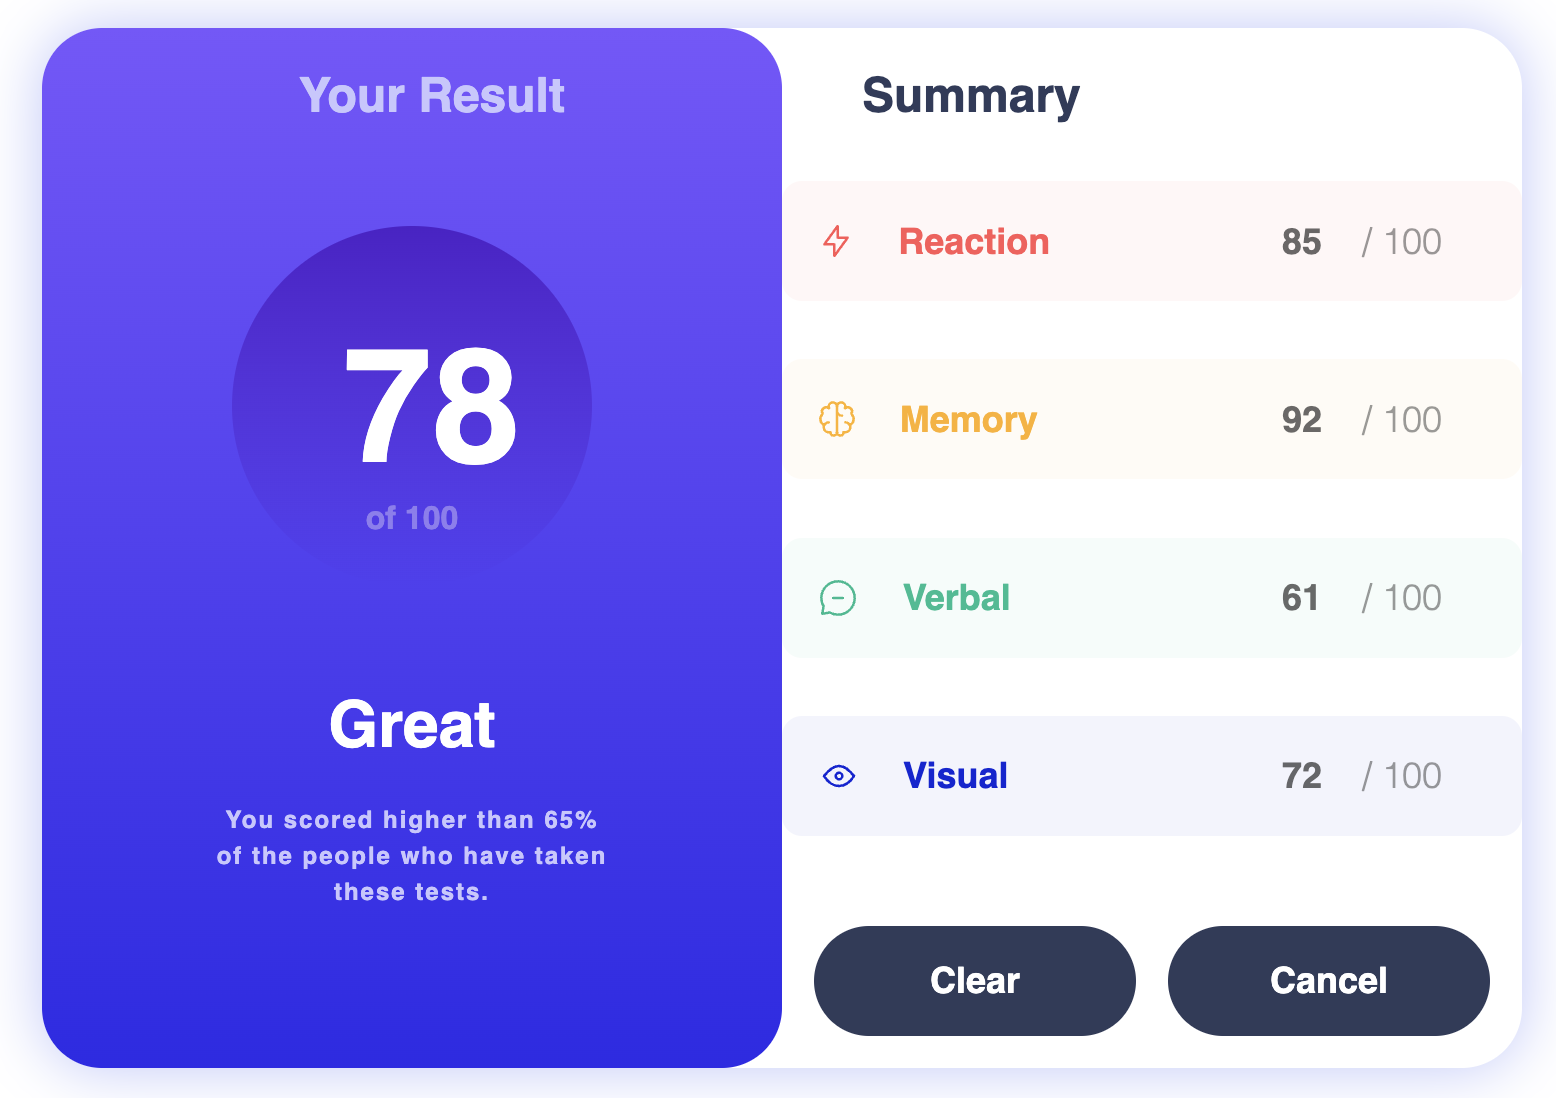 Your Result
78
of 100
Great
You scored higher than 65%
of the people who have taken
these tests.
Summary
Reaction 85 / 100
Memory 92 / 100
Verbal 61 / 100
Visual 72 / 100
Clear Cancel